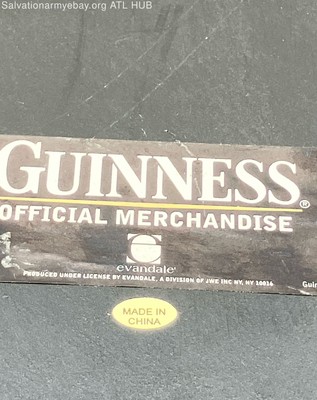 Salvationarmyebay.org ATL HUB
GUINNESS®
OFFICIAL MERCHANDISE
evandale®
PRODUCED UNDER LICENSE BY EVANDALE, A DIVISION OF JWE INC NY, NY 10016
MADE IN
CHINA